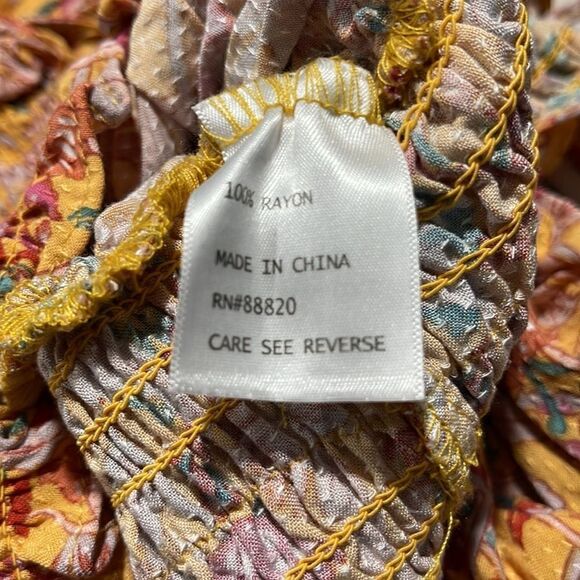 100% RAYON
MADE IN CHINA
RN#88820
CARE SEE REVERSE